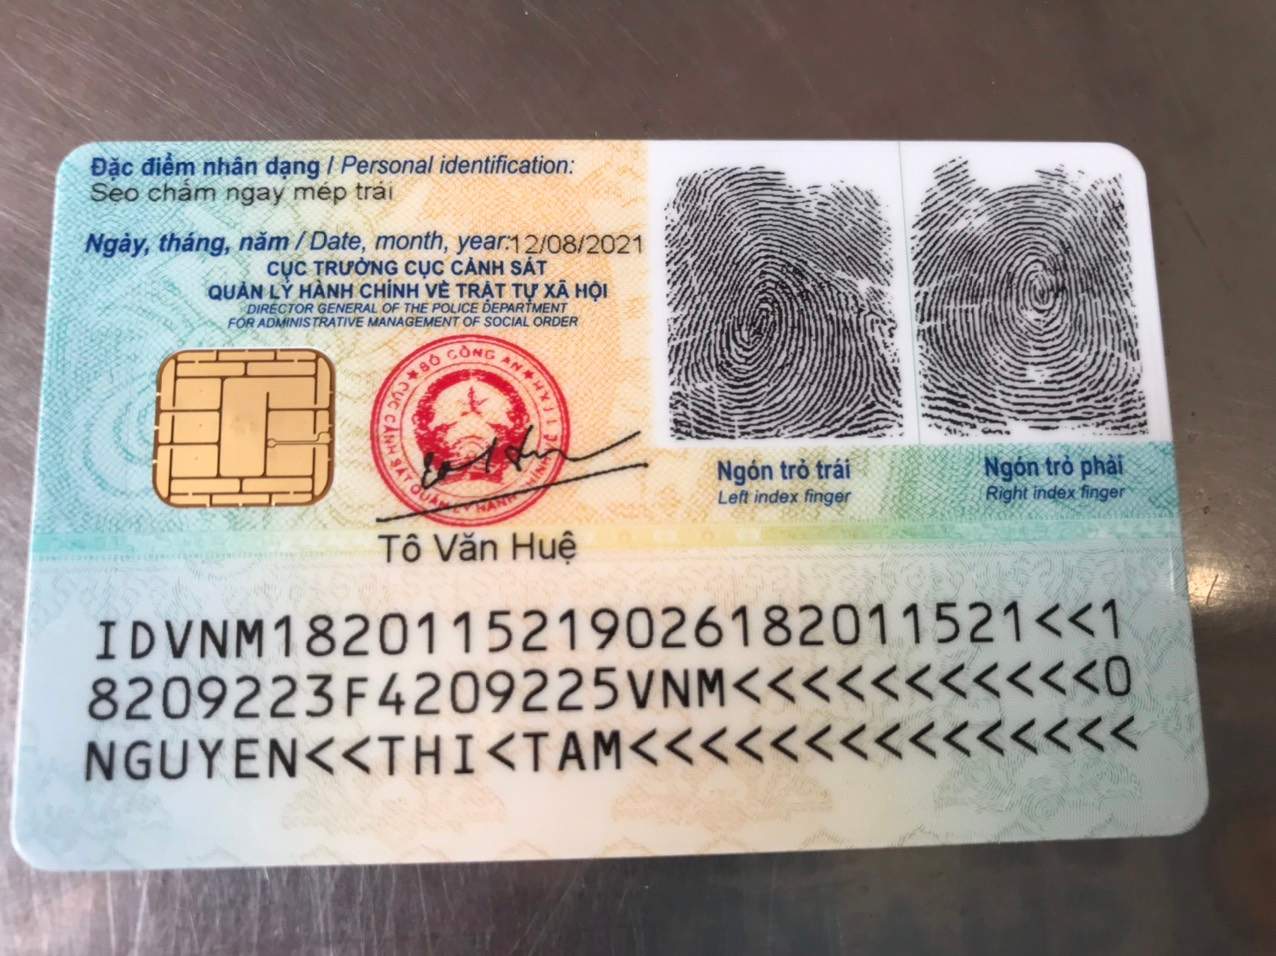 Đặc điểm nhân dạng / Personal identification:
Sẹo chấm ngay mép trái
Ngày, tháng, năm / Date, month, year:12/08/2021
CỤC TRƯỞNG CỤC CẢNH SÁT
QUẢN LÝ HÀNH CHÍNH VỀ TRẬT TỰ XÃ HỘI
DIRECTOR GENERAL OF THE POLICE DEPARTMENT
FOR ADMINISTRATIVE MANAGEMENT OF SOCIAL ORDER
BỘ CÔNG AN
CỤC CẢNH SÁT QUẢN LÝ HÀNH CHÍNH
Tô Văn Huệ
Ngón trỏ trái
Left index finger
Ngón trỏ phải
Right index finger
IDVNM1820115219026182011521<<1
8209223F4209225VNM<<<<<<<<<<<0
NGUYEN<<THI<TAM<<<<<<<<<<<<<<<